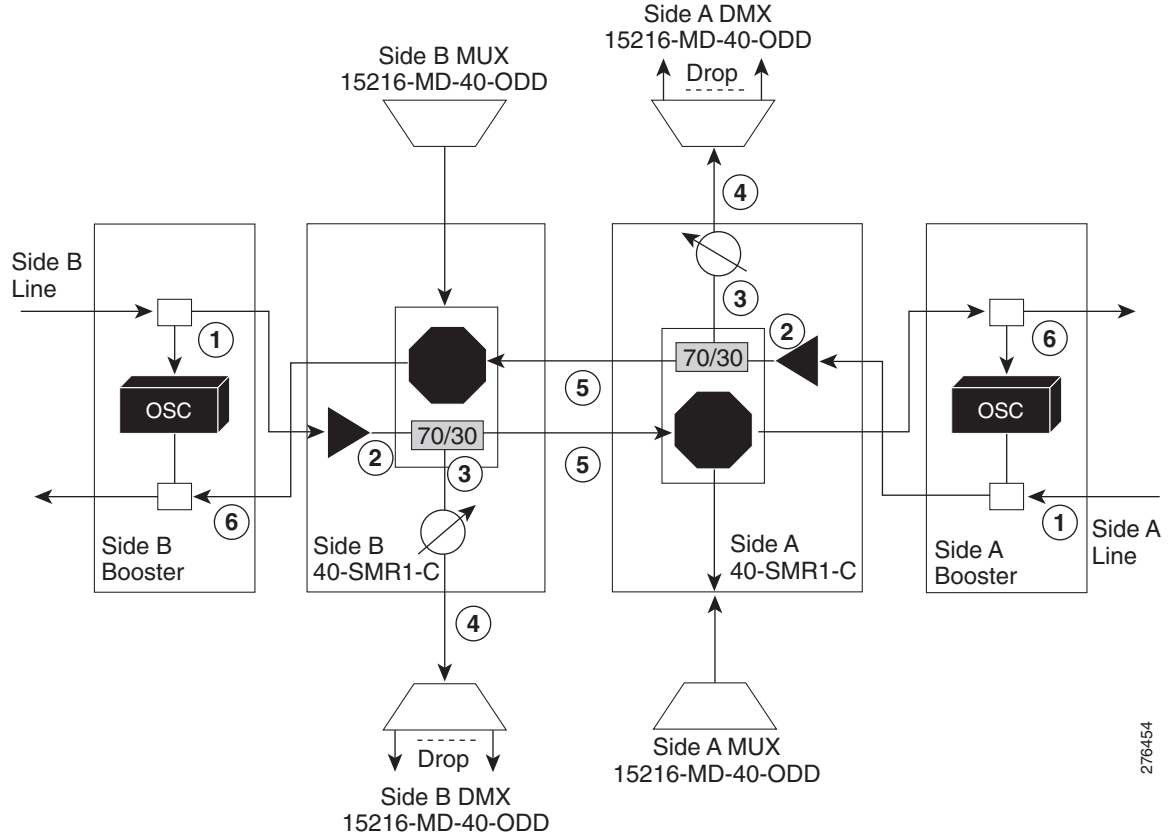 Side A DMX
15216-MD-40-ODD
Drop
Side B MUX
15216-MD-40-ODD
4
Side B
Line
3
2
1
6
70/30
OSC
5
OSC
70/30
2
3
5
6
1
Side B
Booster
Side B
40-SMR1-C
Side A
40-SMR1-C
Side A
Booster
Side A
Line
4
Drop
Side B DMX
15216-MD-40-ODD
Side A MUX
15216-MD-40-ODD
276454